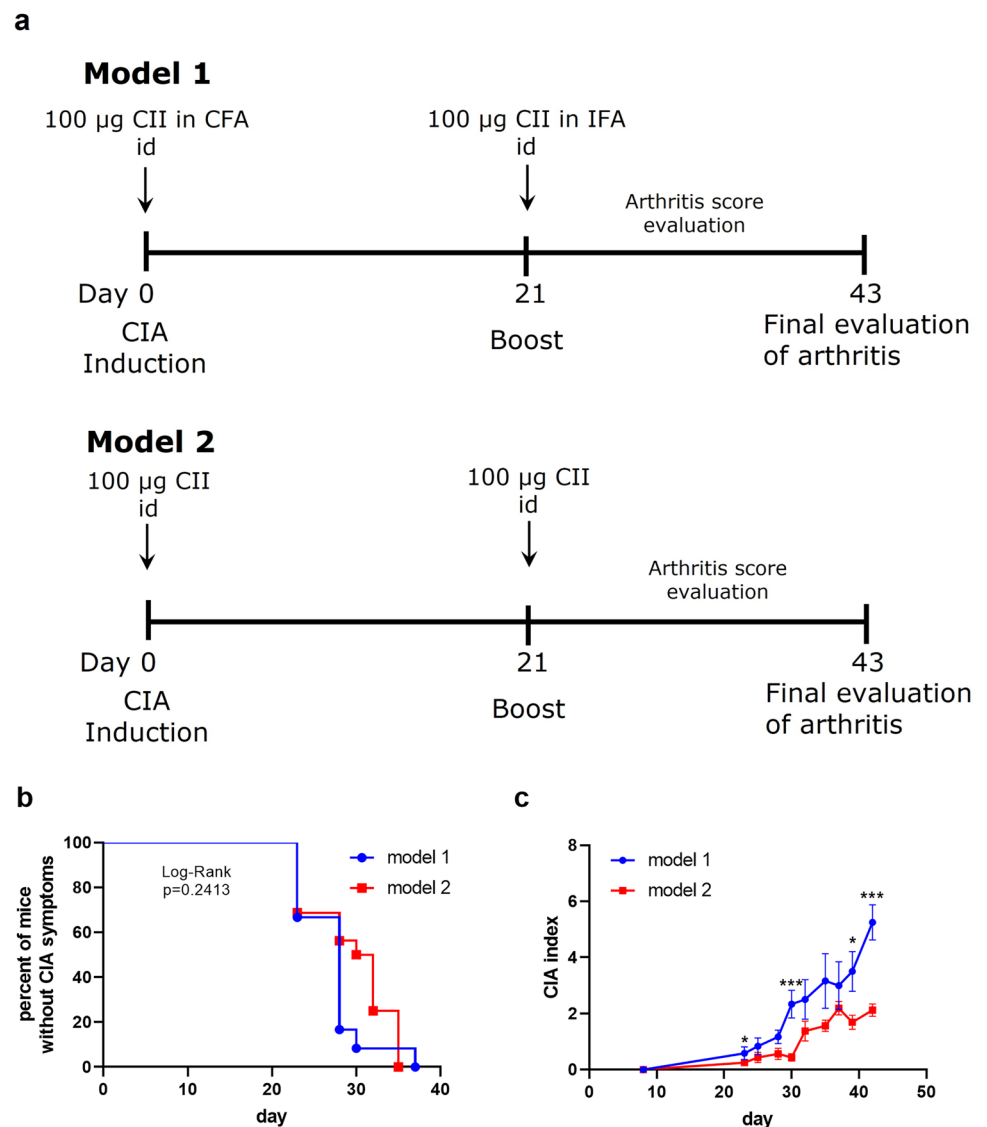 a
Model 1
100 µg CII in CFA
id
100 µg CII in IFA
id
Arthritis score
evaluation
Day 0
21
43
CIA
Induction
Boost
Final evaluation
of arthritis
Model 2
100 µg CII
id
100 µg CII
id
Arthritis score
evaluation
Day 0
21
43
CIA
Induction
Boost
Final evaluation
of arthritis
b
percent of mice
without CIA symptoms
100
80
60
40
20
0
Log-Rank
p=0.2413
model 1
model 2
0
10
20
30
40
day
c
CIA index
8
6
4
2
0
model 1
model 2
*
***
*
***
0
10
20
30
40
50
day